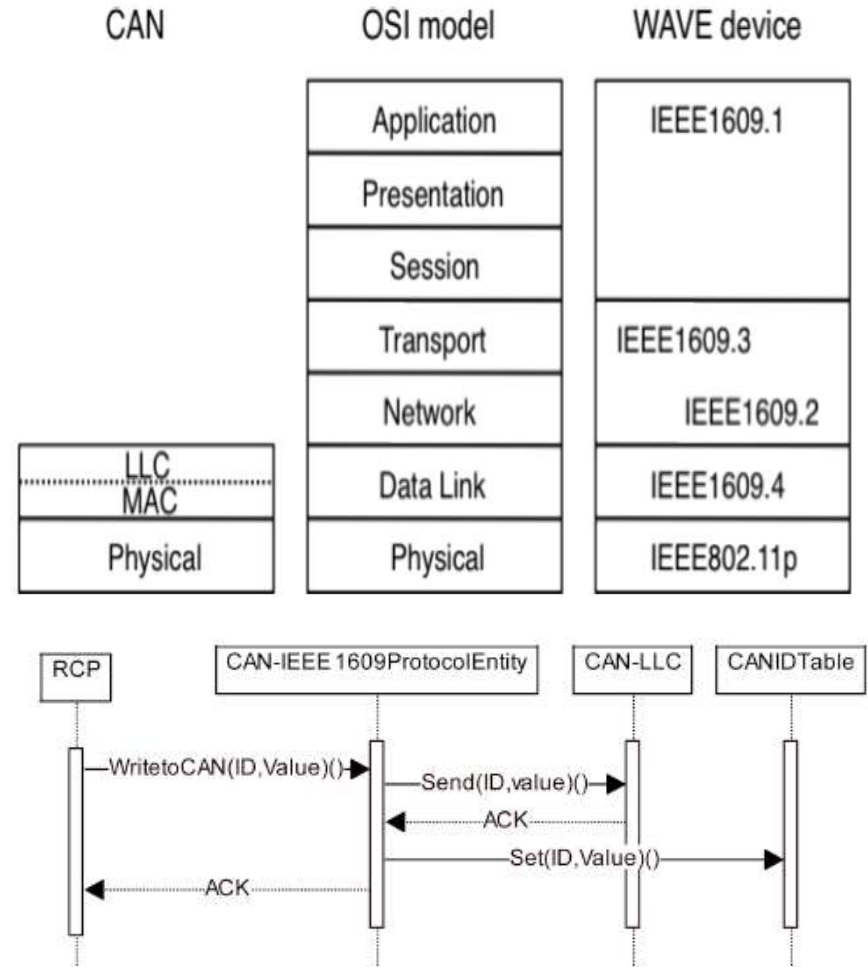 CAN OSI model WAVE device
Application IEEE1609.1
Presentation
Session
Transport IEEE1609.3
Network IEEE1609.2
LLC
MAC
Data Link IEEE1609.4
Physical Physical IEEE802.11p
RCP CAN-IEEE 1609ProtocolEntity CAN-LLC CANIDTable
WritetoCAN(ID,Value)()
Send(ID,value)()
ACK
Set(ID,Value)()
ACK